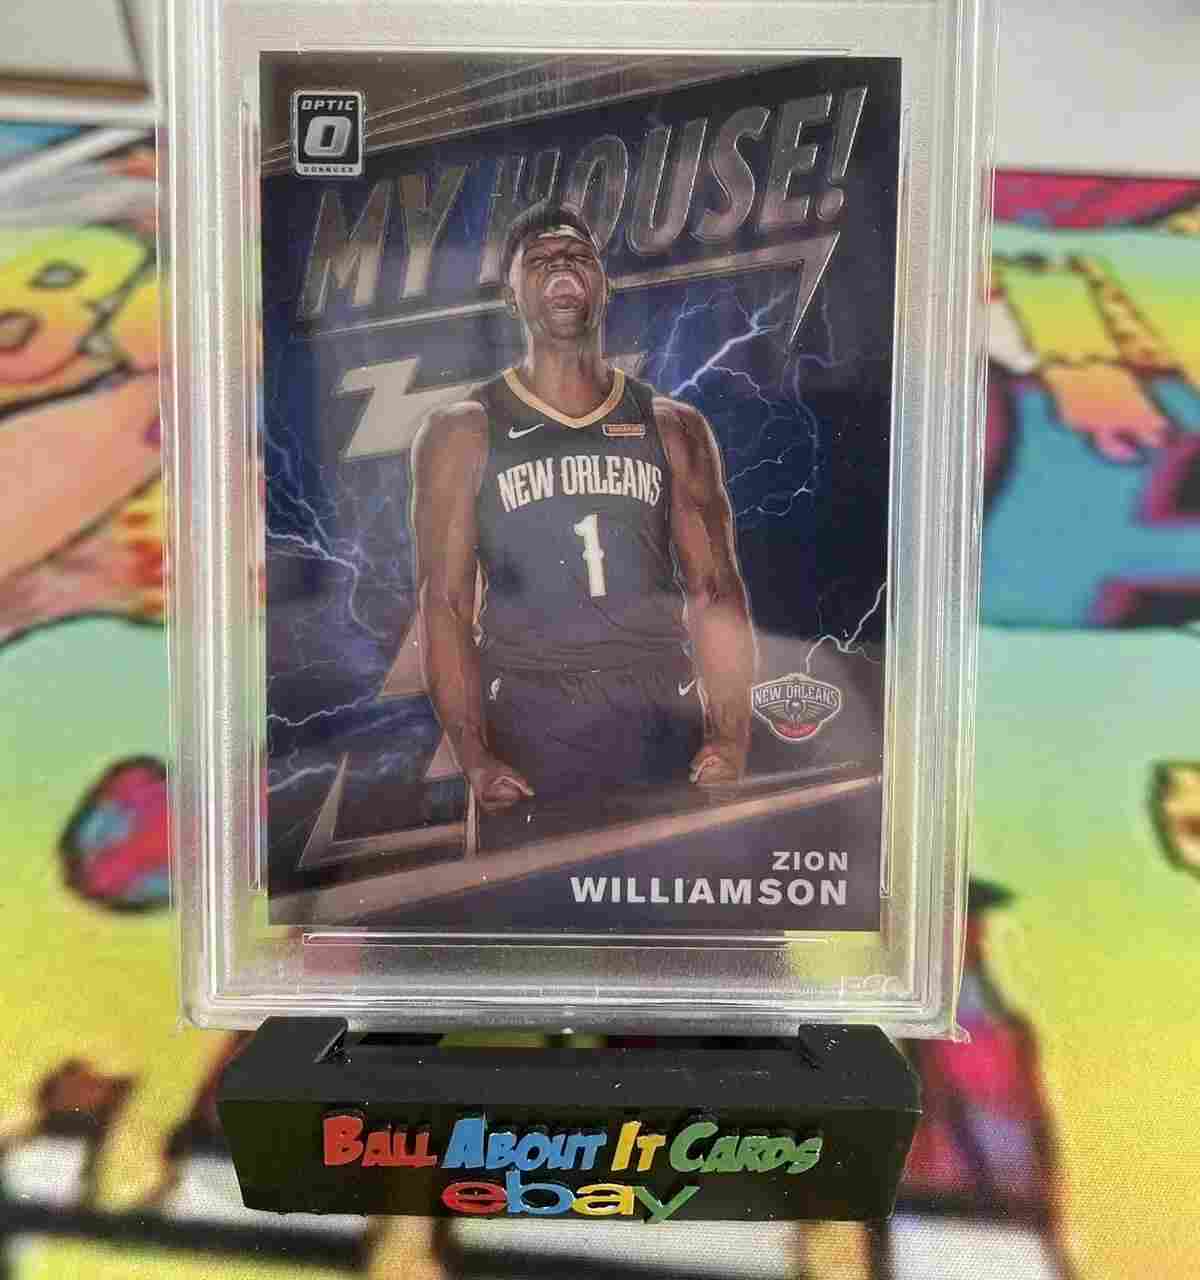 OPTIC
O
DONRUSS
MY HOUSE!
NEW ORLEANS
1
NEW ORLEANS
ZION
WILLIAMSON
BALL ABOUT IT CARDS
ebay